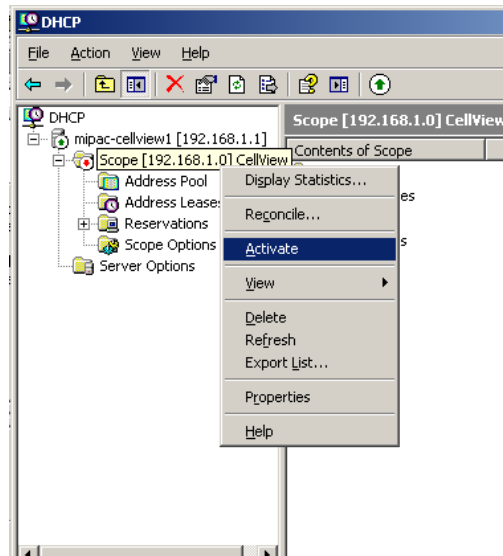 DHCP
File Action View Help
DHCP
Scope [192.168.1.0] CellView
mipac-cellview1 [192.168.1.1]
Contents of Scope
Scope [192.168.1.0] CellView
Address Pool
Display Statistics...
es
Address Leases
Reconcile...
Reservations
s
Scope Options
Activate
Server Options
View
Delete
Refresh
Export List...
Properties
Help